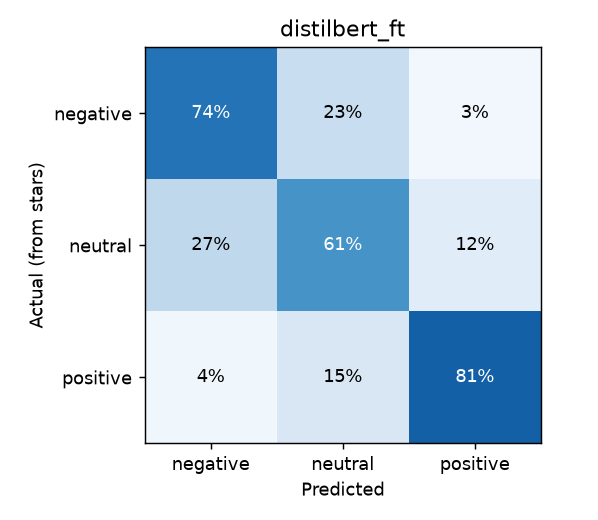 distilbert_ft
negative 74% 23% 3%
neutral 27% 61% 12%
positive 4% 15% 81%
negative neutral positive
Predicted
Actual (from stars)